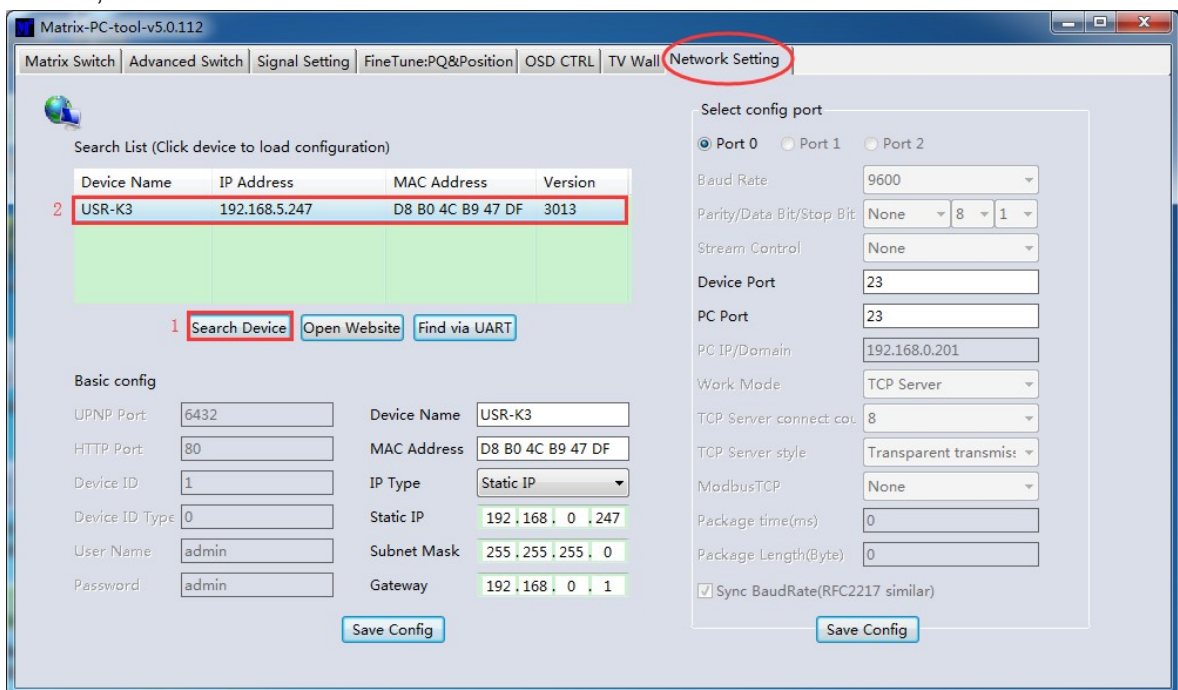 Matrix-PC-tool-v5.0.112
Matrix Switch Advanced Switch Signal Setting FineTune:PQ&Position OSD CTRL TV Wall Network Setting
Search List (Click device to load configuration)
Device Name IP Address MAC Address Version
2 USR-K3 192.168.5.247 D8 B0 4C B9 47 DF 3013
1 Search Device Open Website Find via UART
Basic config
UPNP Port 6432 Device Name USR-K3
HTTP Port 80 MAC Address D8 B0 4C B9 47 DF
Device ID 1 IP Type Static IP
Device ID Type 0 Static IP 192 . 168 . 0 . 247
User Name admin Subnet Mask 255 . 255 . 255 . 0
Password admin Gateway 192 . 168 . 0 . 1
Save Config
Select config port
Port 0 Port 1 Port 2
Baud Rate 9600
Parity/Data Bit/Stop Bit None 8 1
Stream Control None
Device Port 23
PC Port 23
PC IP/Domain 192.168.0.201
Work Mode TCP Server
TCP Server connect cou 8
TCP Server style Transparent transmis
ModbusTCP None
Package time(ms) 0
Package Length(Byte) 0
Sync BaudRate(RFC2217 similar)
Save Config